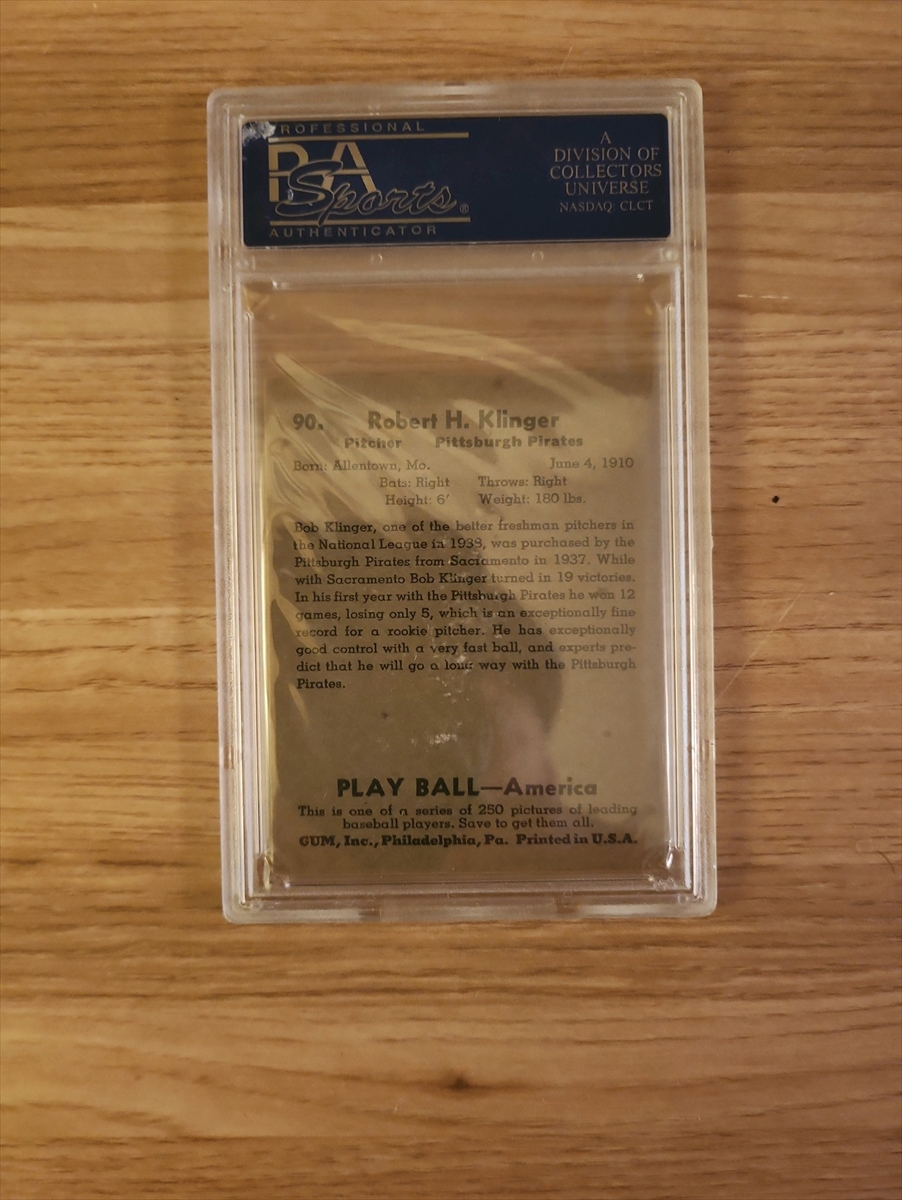 PROFESSIONAL
PSA
Sports®
AUTHENTICATOR
A
DIVISION OF
COLLECTORS
UNIVERSE
NASDAQ: CLCT
90. Robert H. Klinger
Pitcher Pittsburgh Pirates
Born: Allentown, Mo. June 4, 1910
Bats: Right Throws: Right
Height: 6′ Weight: 180 lbs.
Bob Klinger, one of the better freshman pitchers in
the National League in 1938, was purchased by the
Pittsburgh Pirates from Sacramento in 1937. While
with Sacramento Bob Klinger turned in 19 victories.
In his first year with the Pittsburgh Pirates he won 12
games, losing only 5, which is an exceptionally fine
record for a rookie pitcher. He has exceptionally
good control with a very fast ball, and experts pre-
dict that he will go a long way with the Pittsburgh
Pirates.
PLAY BALL—America
This is one of a series of 250 pictures of leading
baseball players. Save to get them all.
GUM, Inc., Philadelphia, Pa. Printed in U.S.A.